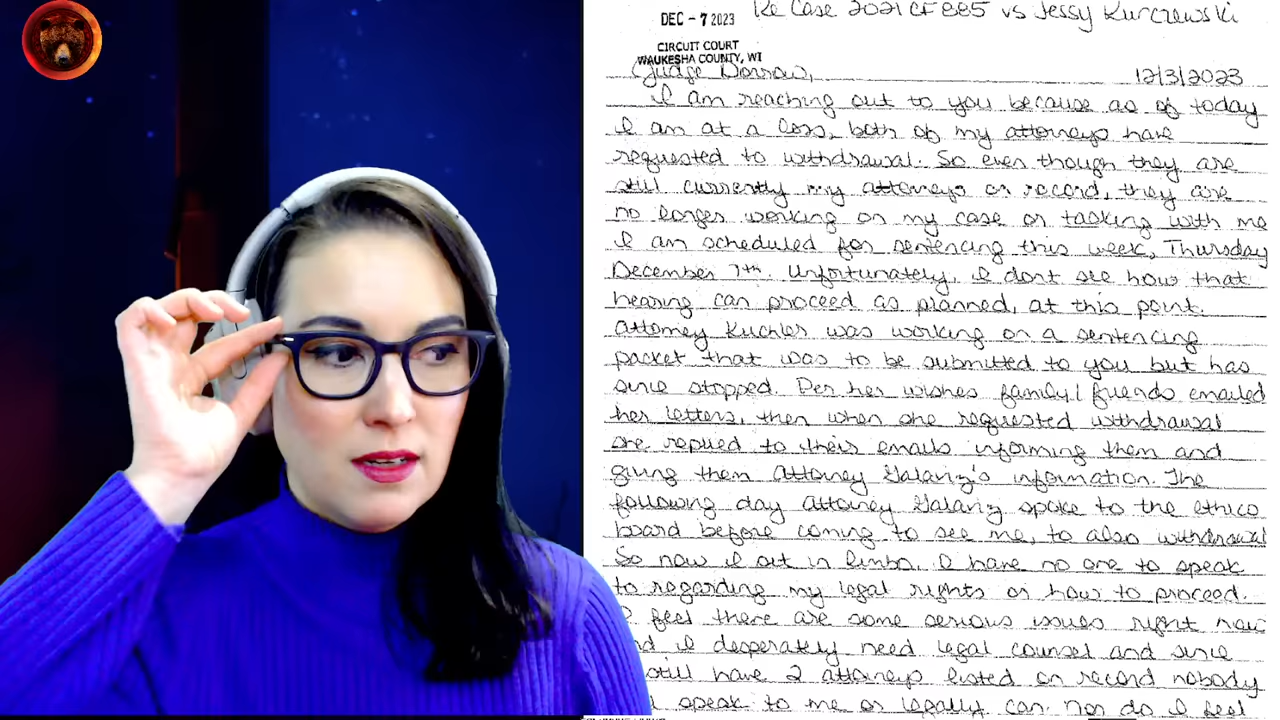 DEC - 7 2023
Re Case 2021 CF 885 vs Jessy Kurczewski
CIRCUIT COURT
WAUKESHA COUNTY, WI
Judge Dorrow, 12/3/2023
I am reaching out to you because as of today
I am at a loss, both of my attorneys have
requested to withdrawal. So even though they are
still currently my attorneys on record, they are
no longer working on my case or talking with me
I am scheduled for sentencing this week, Thursday
December 7th. Unfortunately, I dont see how that
hearing can proceed as planned, at this point.
Attorney Kuchler was working on a sentencing
packet that was to be submitted to you but has
since stopped. Per her wishes family/friends emailed
her letters, then when she requested withdrawal
she replied to theis emails informing them and
giving them Attorney Galanz's information. The
following day Attorney Galanz spoke to the ethics
board before coming to see me, to also withdrawal
So now I sit in limbo. I have no one to speak
to regarding my legal rights or how to proceed.
I feel there are some serious issues right now
nd I desperately need legal counsel and since
still have 2 attorneys listed on record nobody
speak to me or legally can. Nor do I feel